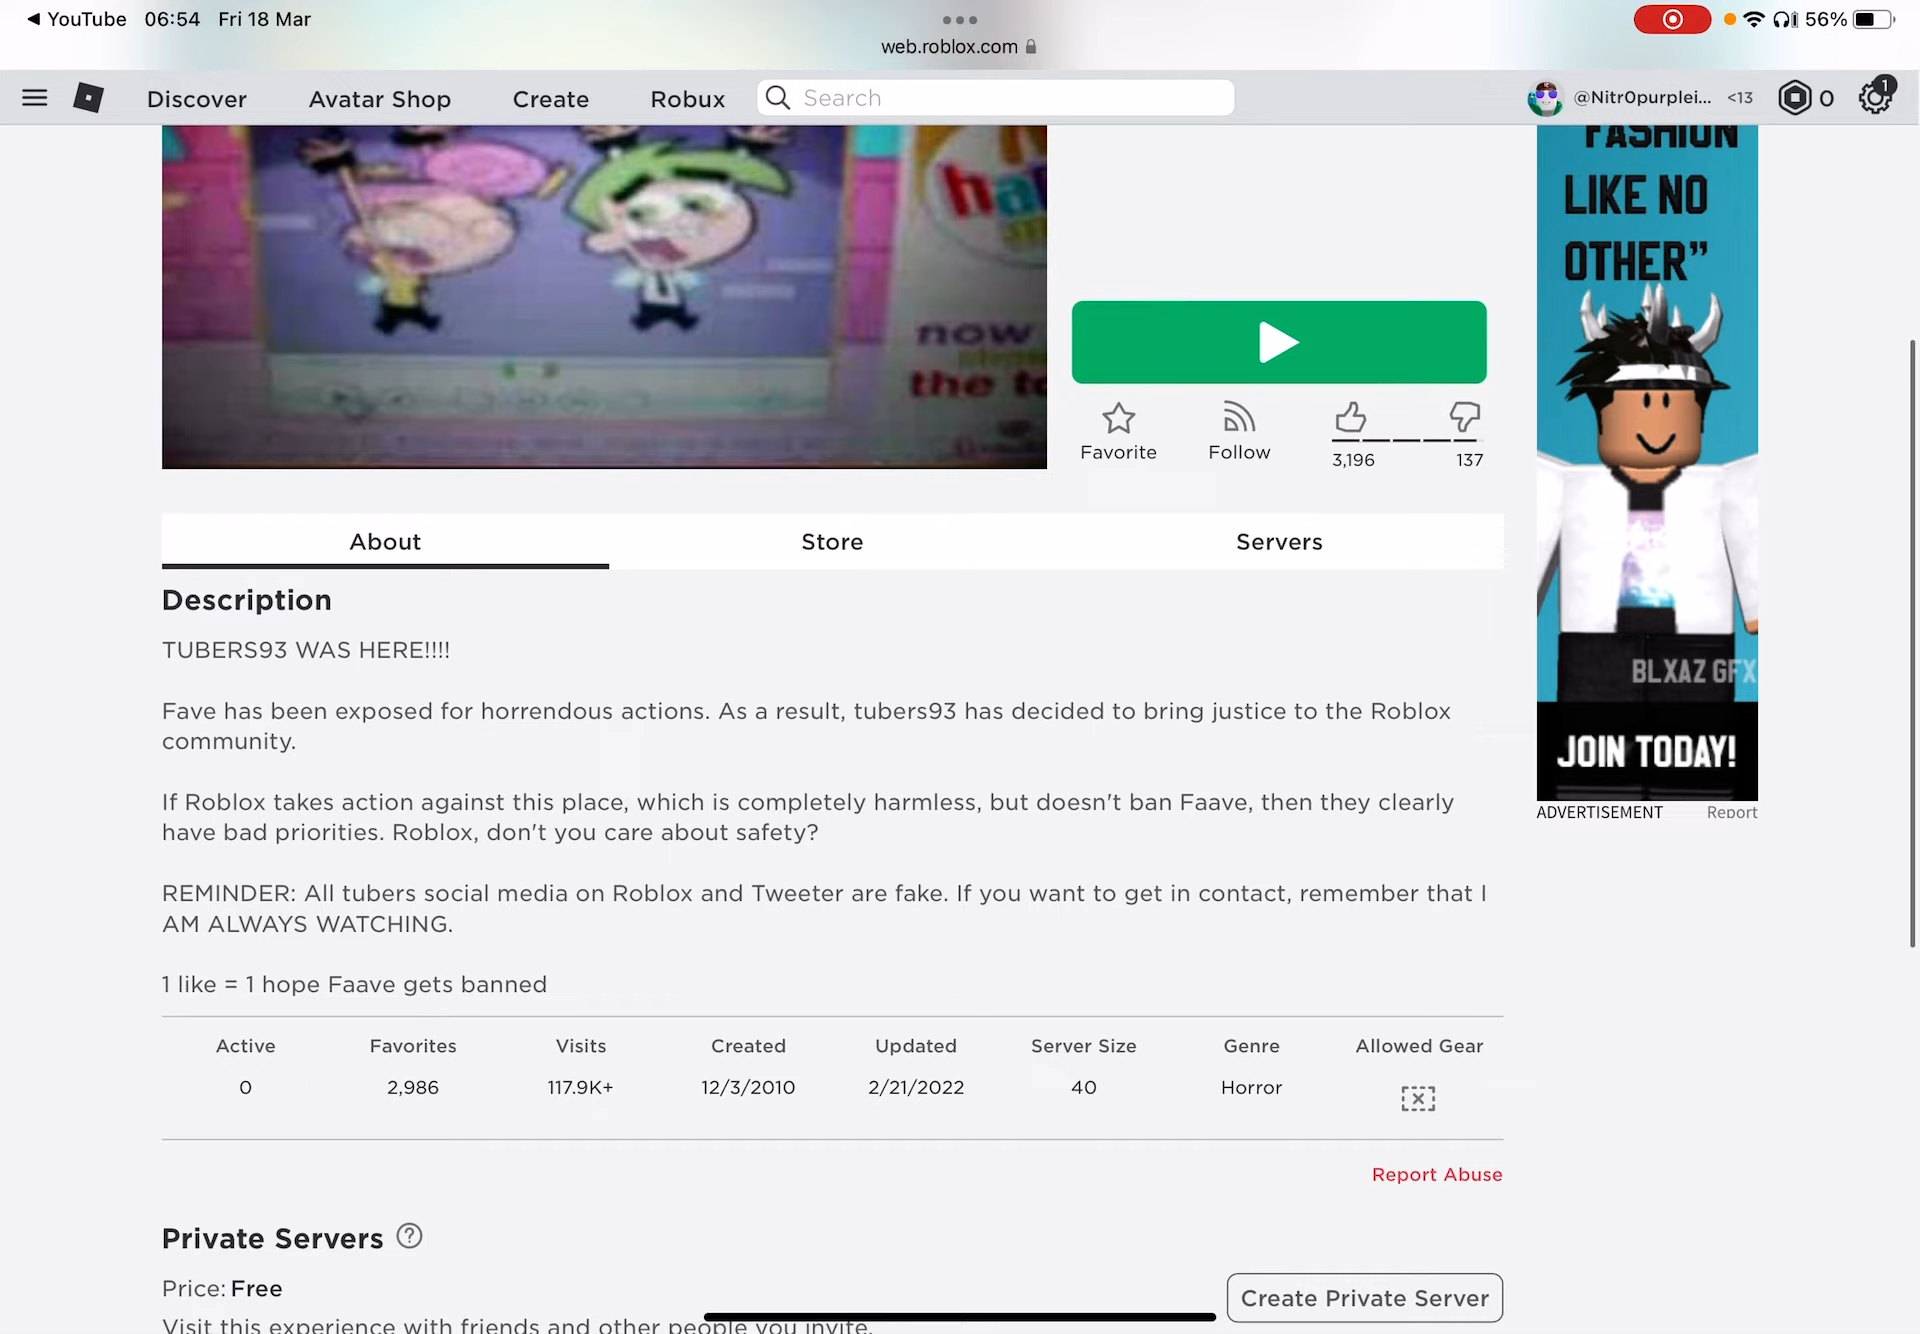 YouTube 06:54 Fri 18 Mar
56%
web.roblox.com
Discover Avatar Shop Create Robux Search @Nitr0purplei... <13 0 1
FASHION
LIKE NO
OTHER”
now
the
Favorite Follow 3,196 137
About Store Servers
Description
TUBERS93 WAS HERE!!!!
Fave has been exposed for horrendous actions. As a result, tubers93 has decided to bring justice to the Roblox
community.
If Roblox takes action against this place, which is completely harmless, but doesn't ban Faave, then they clearly
have bad priorities. Roblox, don't you care about safety?
REMINDER: All tubers social media on Roblox and Tweeter are fake. If you want to get in contact, remember that I
AM ALWAYS WATCHING.
1 like = 1 hope Faave gets banned
BLXAZ GFX
JOIN TODAY!
ADVERTISEMENT Report
Active Favorites Visits Created Updated Server Size Genre Allowed Gear
0 2,986 117.9K+ 12/3/2010 2/21/2022 40 Horror
Report Abuse
Private Servers ?
Price: Free
Create Private Server
Visit this experience with friends and other people you invite.